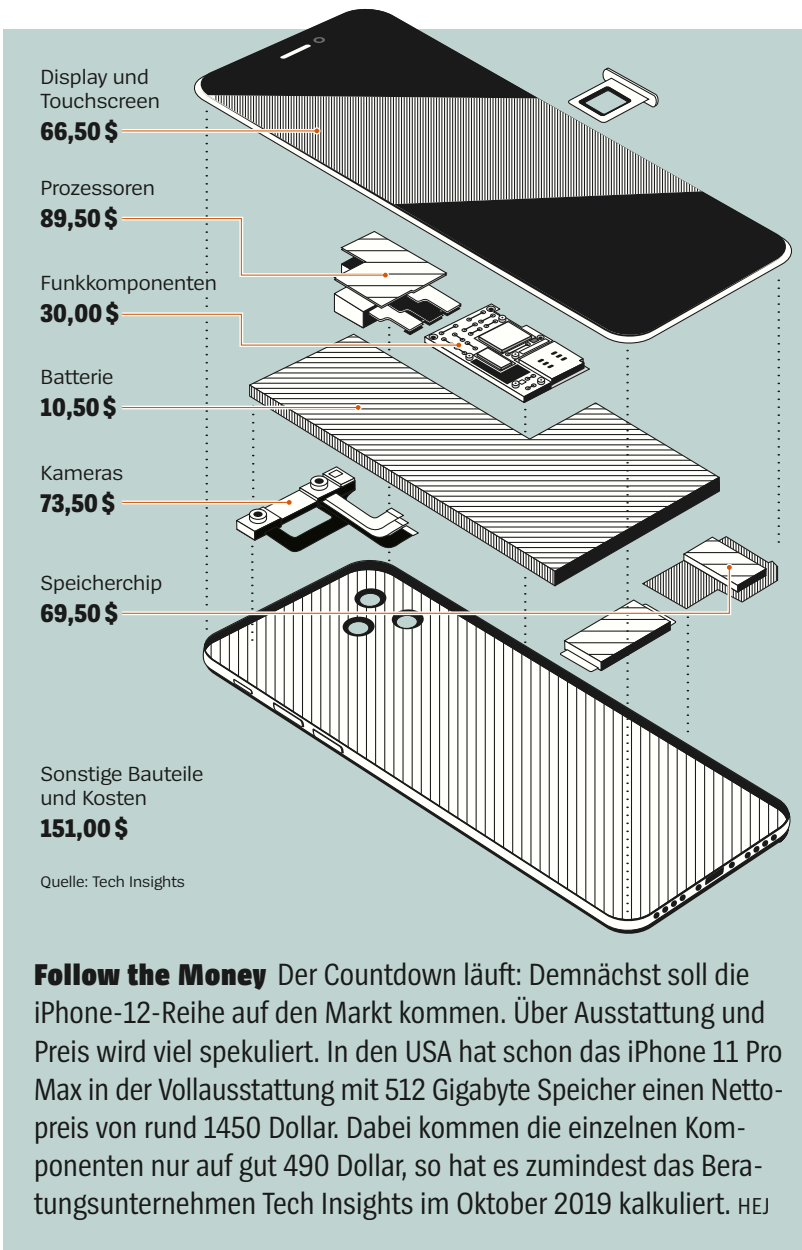 Display und
Touchscreen
66,50 $
Prozessoren
89,50 $
Funkkomponenten
30,00 $
Batterie
10,50 $
Kameras
73,50 $
Speicherchip
69,50 $
Sonstige Bauteile
und Kosten
151,00 $
Quelle: Tech Insights
Follow the Money Der Countdown läuft: Demnächst soll die
iPhone-12-Reihe auf den Markt kommen. Über Ausstattung und
Preis wird viel spekuliert. In den USA hat schon das iPhone 11 Pro
Max in der Vollausstattung mit 512 Gigabyte Speicher einen Netto-
preis von rund 1450 Dollar. Dabei kommen die einzelnen Kom-
ponenten nur auf gut 490 Dollar, so hat es zumindest das Bera-
tungsunternehmen Tech Insights im Oktober 2019 kalkuliert. HEJ